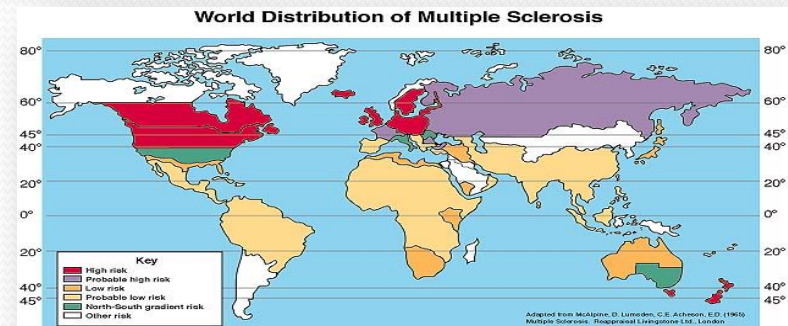 World Distribution of Multiple Sclerosis
80° 80°
60° 60°
45° 45°
40° 40°
20° 20°
0° 0°
20° 20°
40° 40°
45° 45°
Key
High risk
Probable high risk
Low risk
Probable low risk
North-South gradient risk
Other risk
Adapted from McAlpine, D. Lumsden, C.E. Acheson, E.D. (1965)
Multiple Sclerosis. Reappraisal Livingstone Ltd., London